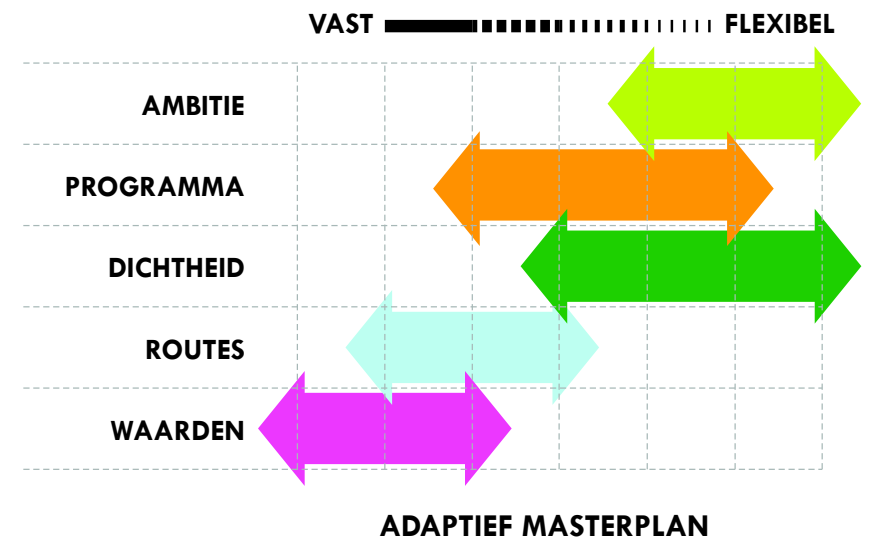 VAST FLEXIBEL
AMBITIE
PROGRAMMA
DICHTHEID
ROUTES
WAARDEN
ADAPTIEF MASTERPLAN